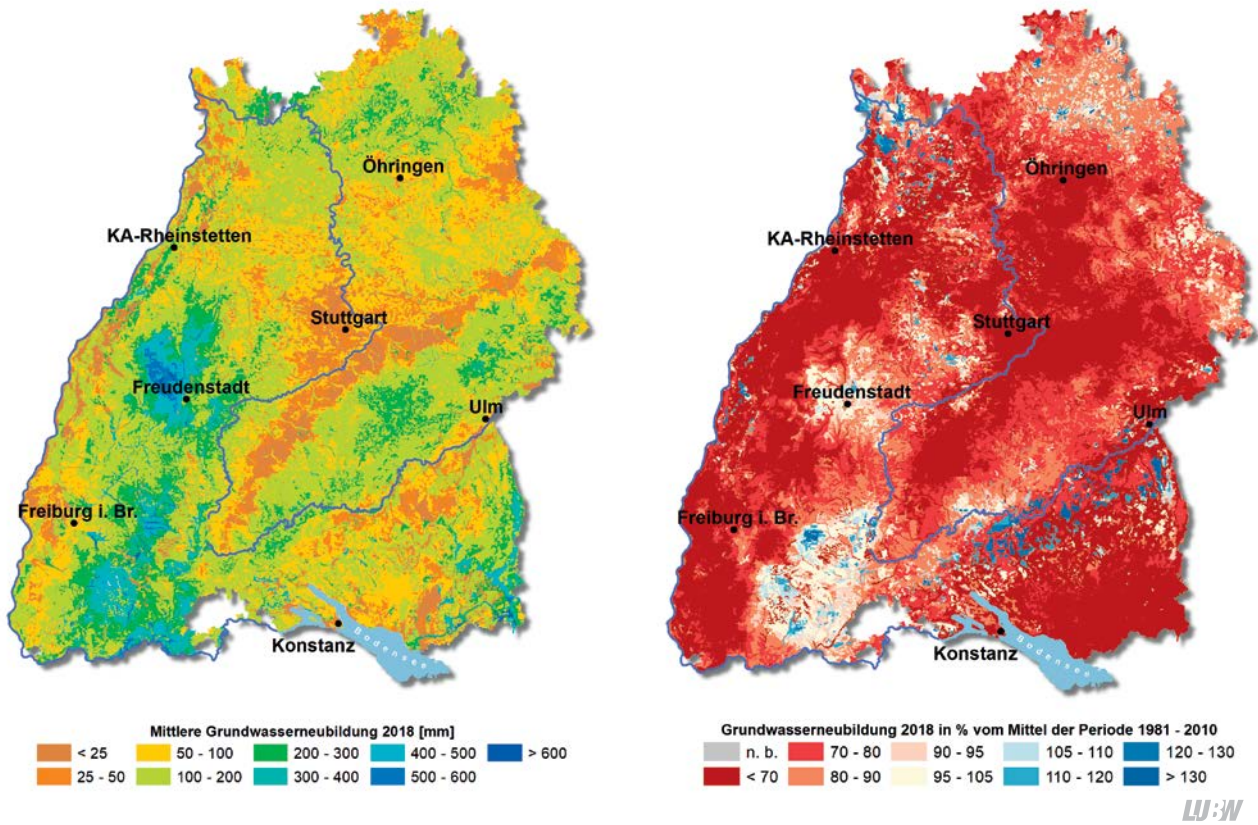 Öhringen
KA-Rheinstetten
Stuttgart
Freudenstadt
Ulm
Freiburg i. Br.
Konstanz
Bodensee
Mittlere Grundwasserneubildung 2018 [mm]
< 25 50 - 100 200 - 300 400 - 500 > 600
25 - 50 100 - 200 300 - 400 500 - 600
Öhringen
KA-Rheinstetten
Stuttgart
Freudenstadt
Ulm
Freiburg i. Br.
Konstanz
Bodensee
Grundwasserneubildung 2018 in % vom Mittel der Periode 1981 - 2010
n. b. 70 - 80 90 - 95 105 - 110 120 - 130
< 70 80 - 90 95 - 105 110 - 120 > 130
LUBW